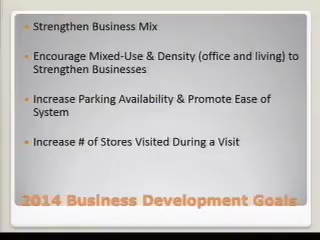 Strengthen Business Mix
Encourage Mixed-Use & Density (office and living) to
Strengthen Businesses
Increase Parking Availability & Promote Ease of
System
Increase # of Stores Visited During a Visit
2014 Business Development Goals